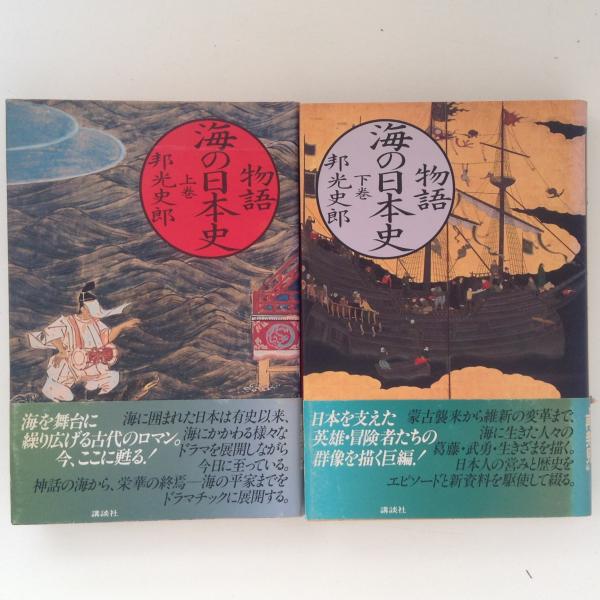 物語
海の日本史
上巻
邦光史郎
海を舞台に
繰り広げる古代のロマン。
今、ここに甦る!
海に囲まれた日本は有史以来、
海にかかわる様々な
ドラマを展開しながら
今日に至っている。
神話の海から、栄華の終焉—海の平家までを
ドラマチックに展開する。
講談社
物語
海の日本史
下巻
邦光史郎
日本を支えた
英雄・冒険者たちの
群像を描く巨編!
蒙古襲来から維新の変革まで、
海に生きた人々の
葛藤・武勇・生きざまを描く。
日本人の営みと歴史を
エピソードと新資料を駆使して綴る。
講談社